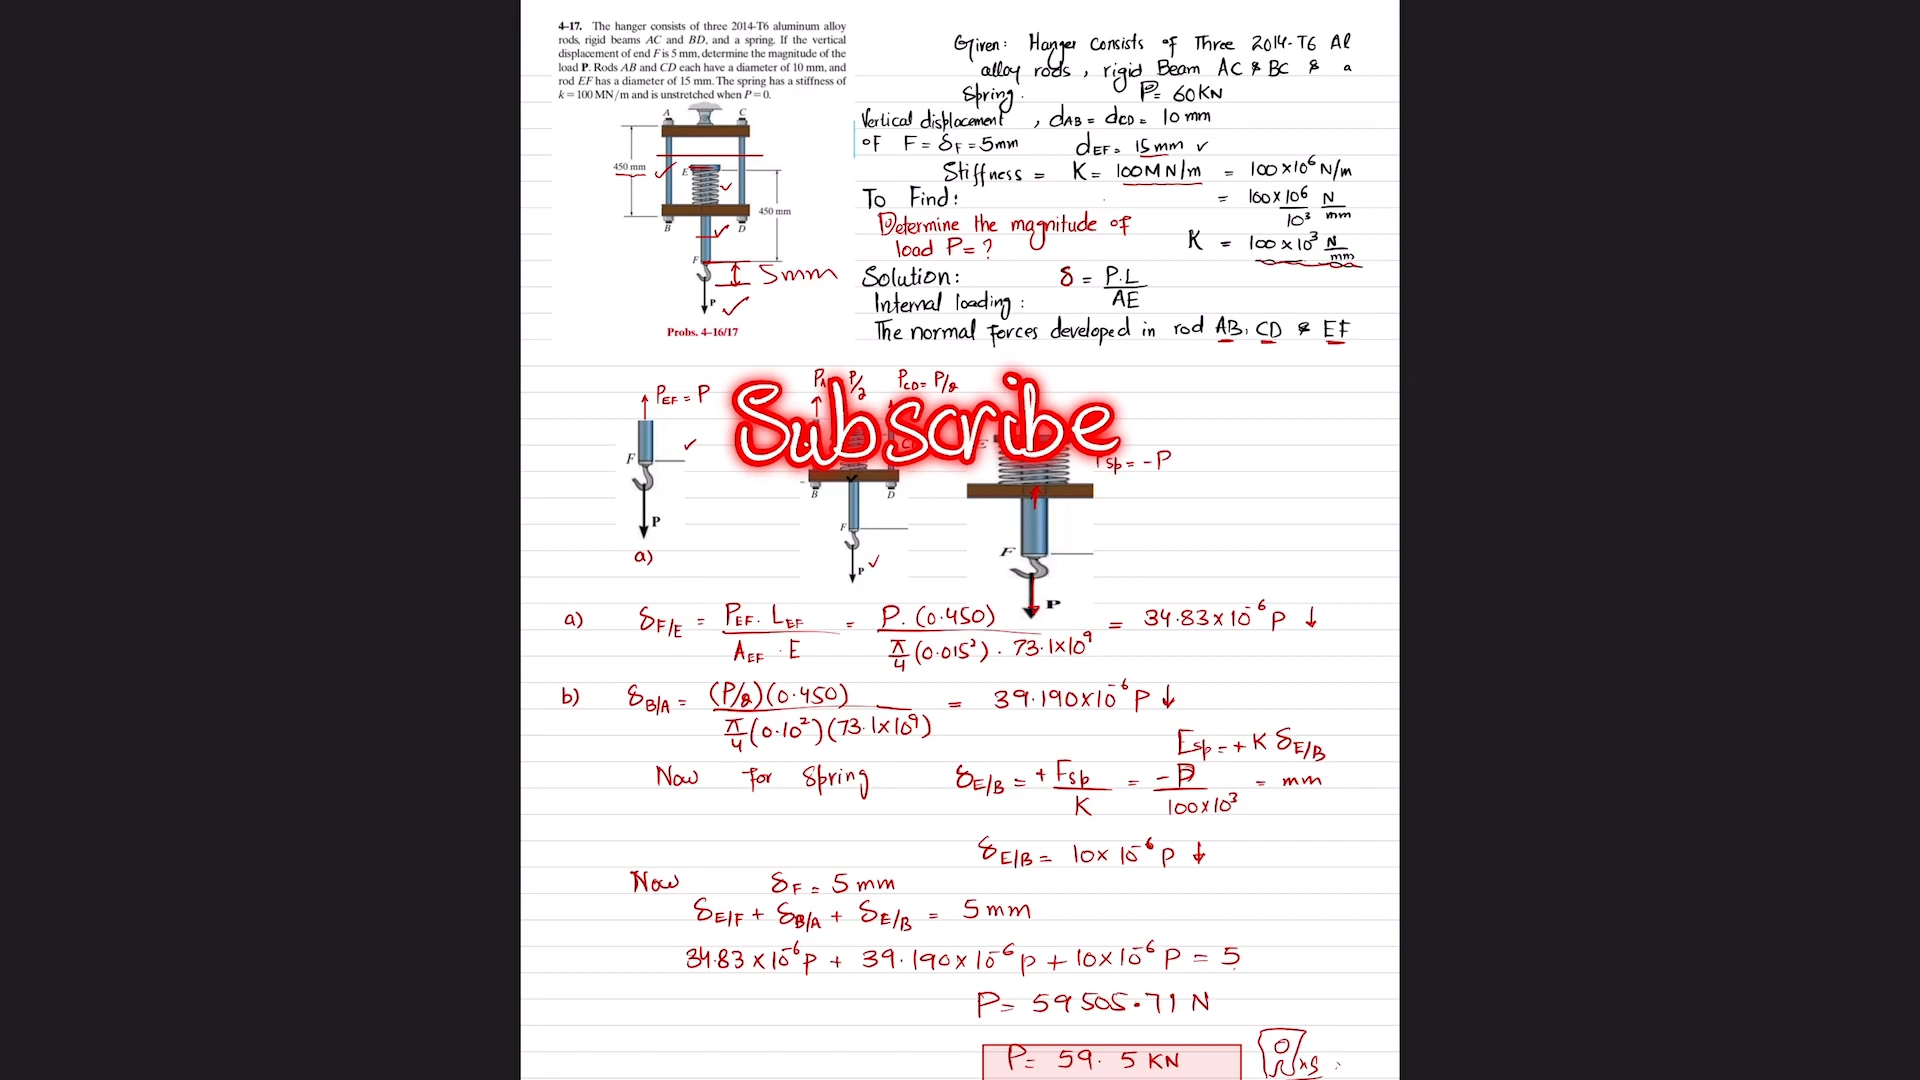 4–17. The hanger consists of three 2014-T6 aluminum alloy
rods, rigid beams AC and BD, and a spring. If the vertical
displacement of end F is 5 mm, determine the magnitude of the
load P. Rods AB and CD each have a diameter of 10 mm, and
rod EF has a diameter of 15 mm. The spring has a stiffness of
k = 100 MN/m and is unstretched when P = 0.
A C
450 mm
E
450 mm
B D
F
5mm
P
Probs. 4–16/17
Given: Hanger Consists of Three 2014-T6 Al
alloy rods, rigid Beam AC & BC & a
Spring. P= 60KN
Vertical displacement , dAB = dCD = 10 mm
of F = δF = 5mm dEF = 15 mm ✓
Stiffness = K= 100MN/m = 100×10⁶ N/m
To Find: = 100×10⁶/10³ N/mm
Determine the magnitude of
load P= ? K = 100×10³ N/mm
Solution: δ = P.L/AE
Internal loading:
The normal forces developed in rod AB, CD & EF
PEF = P
P/2 PCD= P/2
Subscribe
F
P
a)
B D
F
P
sp = -P
F
P
a) δF/E = PEF. LEF/AEF . E = P. (0.450)/π/4 (0.015²) . 73.1×10⁹ = 34.83×10⁻⁶ P ↓
b) δB/A = (P/2)(0.450)/π/4(0.10²)(73.1×10⁹) = 39.190×10⁻⁶ P ↓
Fsp = + K δE/B
Now For Spring δE/B = + Fsp/K = -P/100×10³ = mm
δE/B = 10×10⁻⁶ P ↓
Now δF = 5 mm
δE/F + δB/A + δE/B = 5 mm
34.83×10⁻⁶P + 39.190×10⁻⁶ P + 10×10⁻⁶ P = 5
P= 59505.71 N
P= 59.5 KN